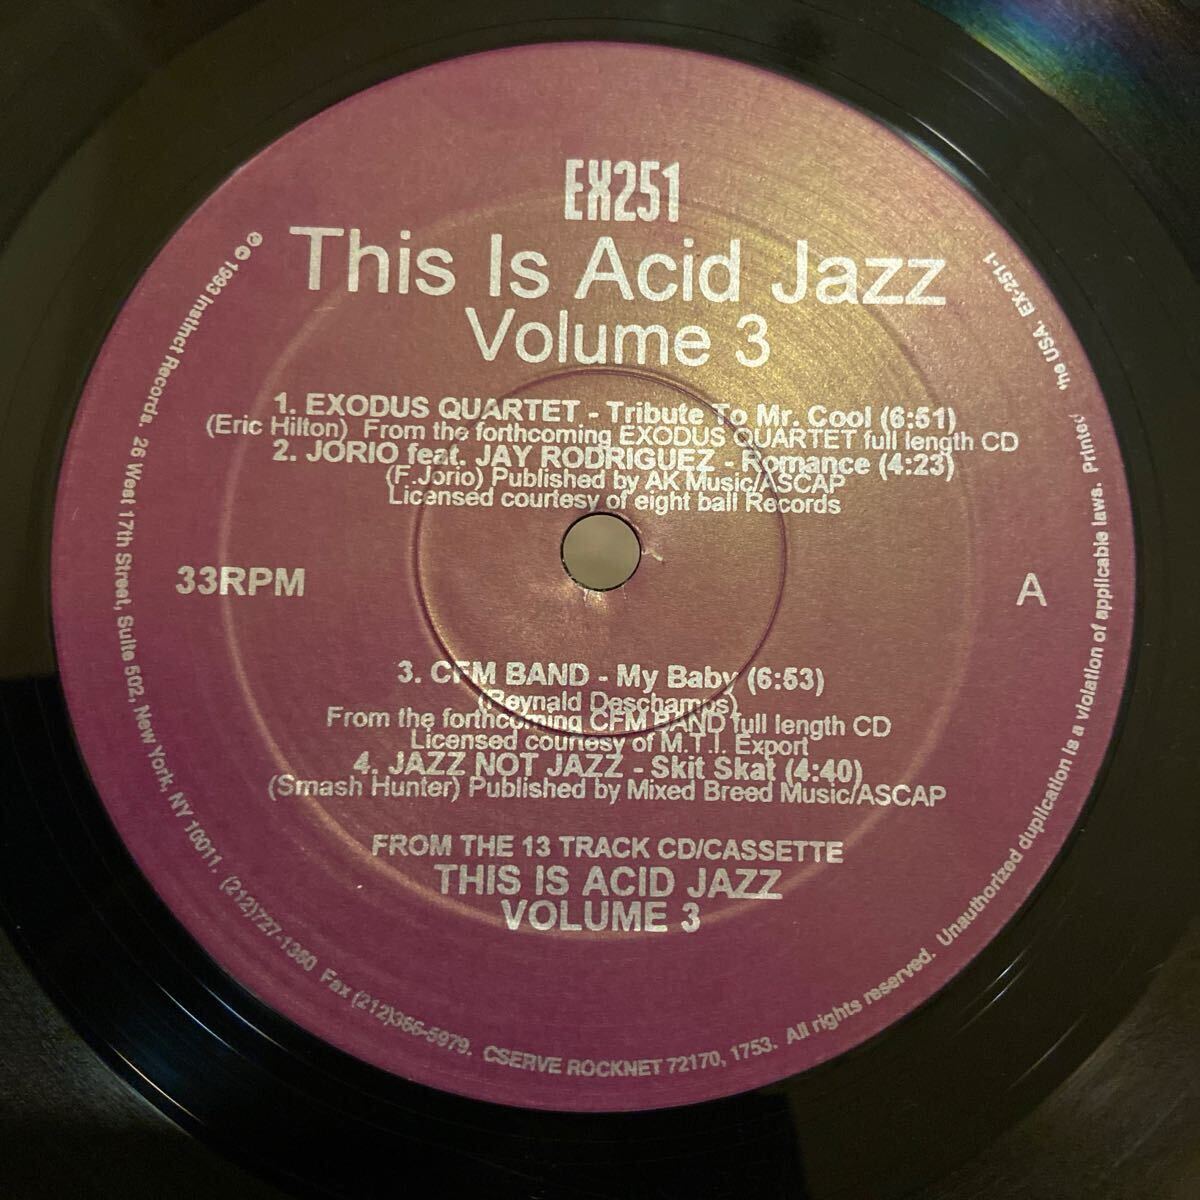 EX251
This Is Acid Jazz
Volume 3
1. EXODUS QUARTET - Tribute To Mr. Cool (6:51)
(Eric Hilton) From the forthcoming EXODUS QUARTET full length CD
2. JORIO feat. JAY RODRIGUEZ - Romance (4:23)
(F.Jorio) Published by AK Music/ASCAP
Licensed courtesy of eight ball Records
33RPM
A
3. CFM BAND - My Baby (6:53)
(Reynald Deschamps)
From the forthcoming CFM BAND full length CD
Licensed courtesy of M.T.I. Export
4. JAZZ NOT JAZZ - Skit Skat (4:40)
(Smash Hunter) Published by Mixed Breed Music/ASCAP
FROM THE 13 TRACK CD/CASSETTE
THIS IS ACID JAZZ
VOLUME 3
℗ © 1993 Instinct Records. 26 West 17th Street, Suite 502, New York, NY 10011. (212)727-1360 Fax (212)366-5979. CSERVE ROCKNET 72170, 1753. All rights reserved. Unauthorized duplication is a violation of applicable laws. Printed the USA. EX-251-1